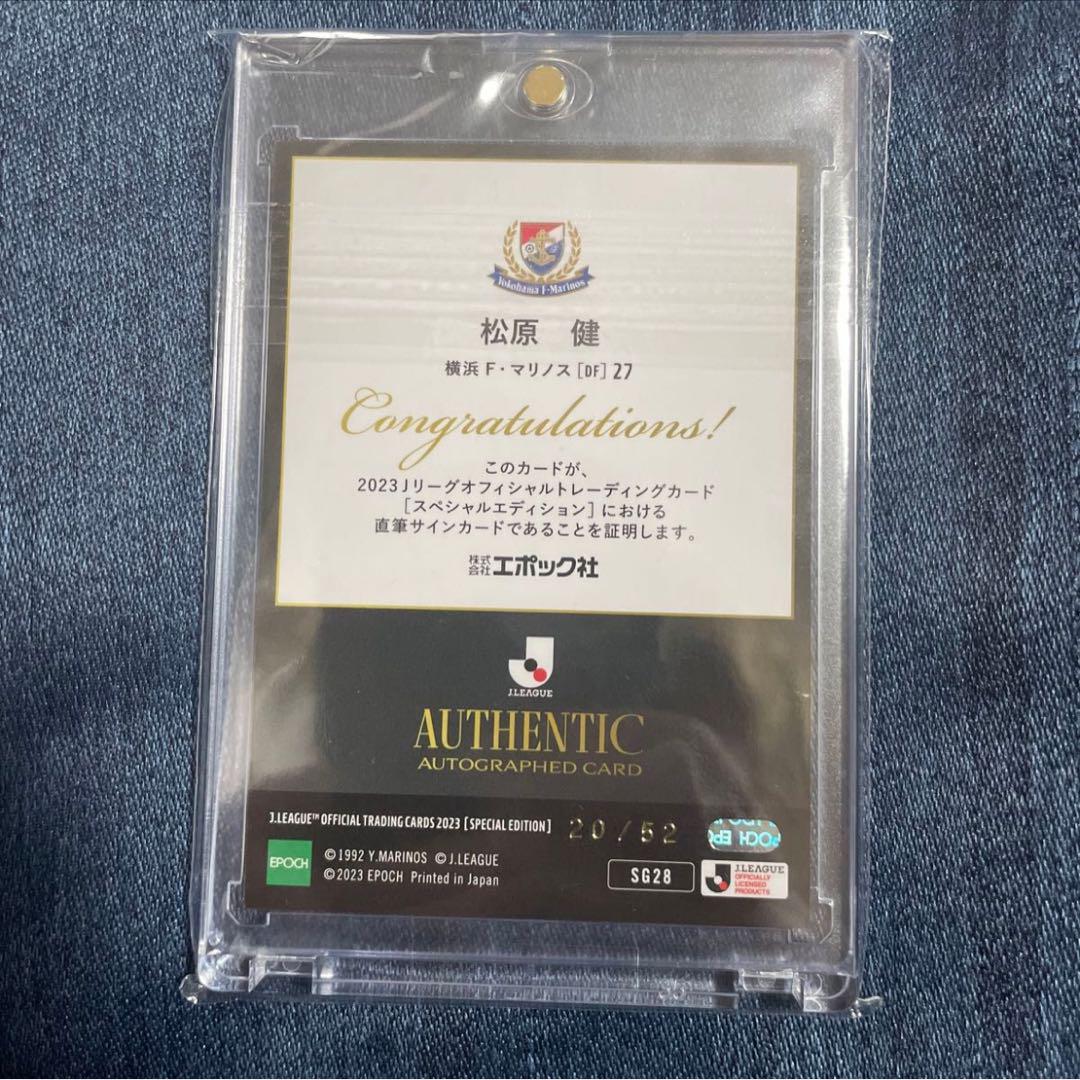 Yokohama F·Marinos
松原 健
横浜 F・マリノス [DF] 27
Congratulations!
このカードが、
2023 Jリーグオフィシャルトレーディングカード
[スペシャルエディション] における
直筆サインカードであることを証明します。
株式会社 エポック社
J.LEAGUE
AUTHENTIC
AUTOGRAPHED CARD
J.LEAGUE™ OFFICIAL TRADING CARDS 2023 [SPECIAL EDITION] 20/52
EPOCH
©1992 Y.MARINOS ©J.LEAGUE
©2023 EPOCH Printed in Japan
SG28
J.LEAGUE
OFFICIALLY
LICENSED
PRODUCTS